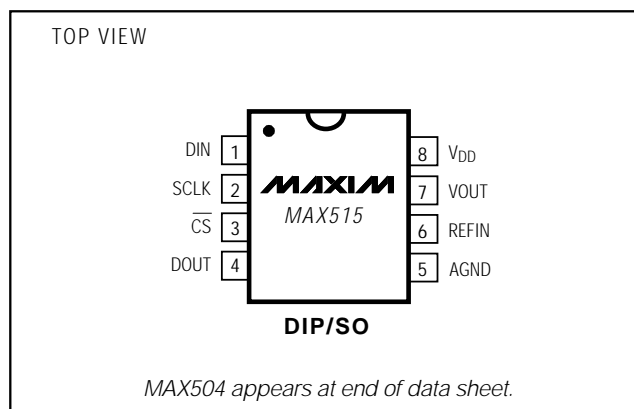 TOP VIEW
DIN 1
SCLK 2
C̅S̅ 3
DOUT 4
8 VDD
7 VOUT
6 REFIN
5 AGND
MAXIM
MAX515
DIP/SO
MAX504 appears at end of data sheet.